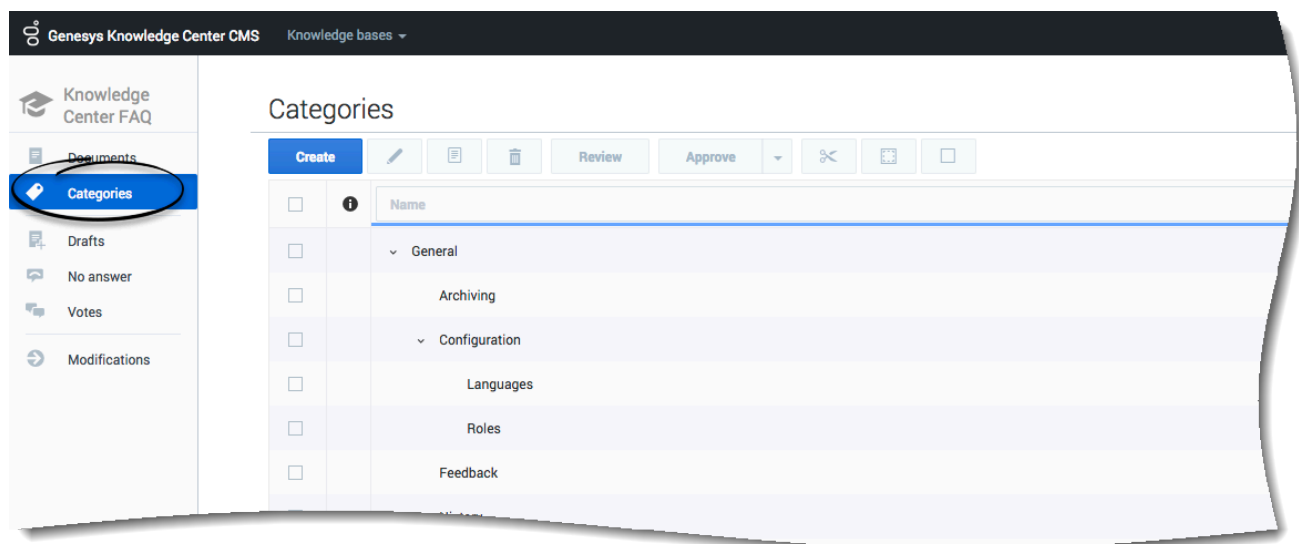 Genesys Knowledge Center CMS Knowledge bases
Knowledge
Center FAQ
Categories
Documents
Create Review Approve
Categories
Name
Drafts
General
No answer
Archiving
Votes
Configuration
Modifications
Languages
Roles
Feedback